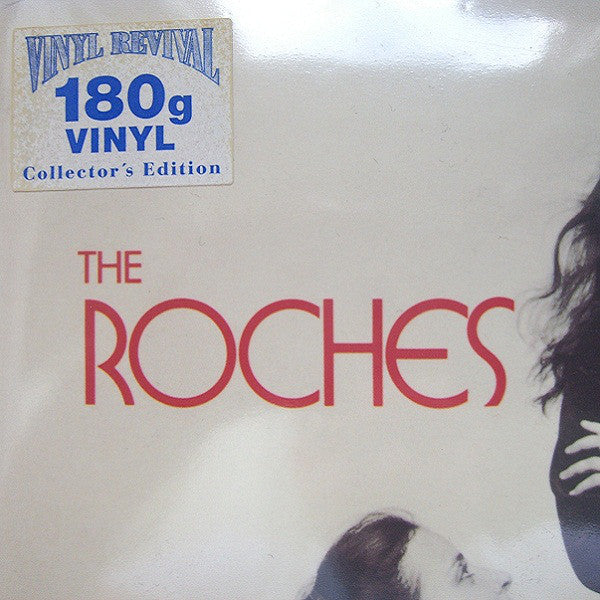 VINYL REVIVAL
180g
VINYL
Collector's Edition
THE
ROCHES